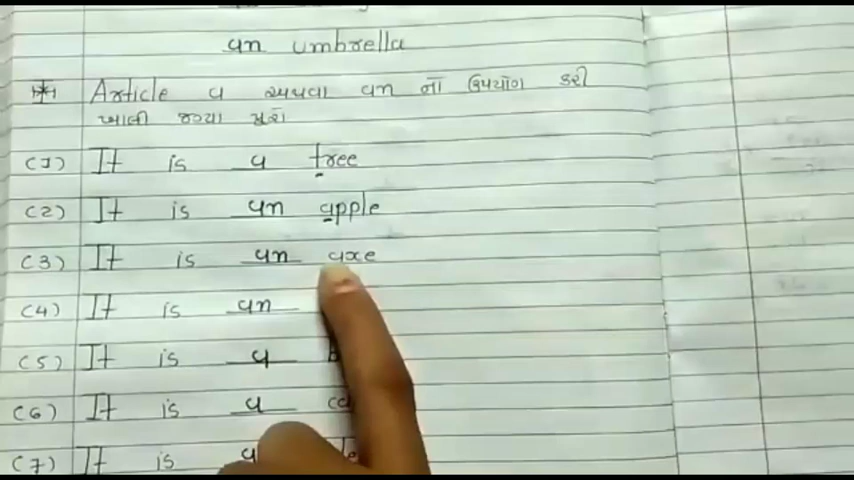 an umbrella
* Article a અથવા an નો ઉપયોગ કરી
ખાલી જગ્યા પૂરો
(1) It is a tree
(2) It is an apple
(3) It is an axe
(4) It is an
(5) It is a
(6) It is a
(7) It is